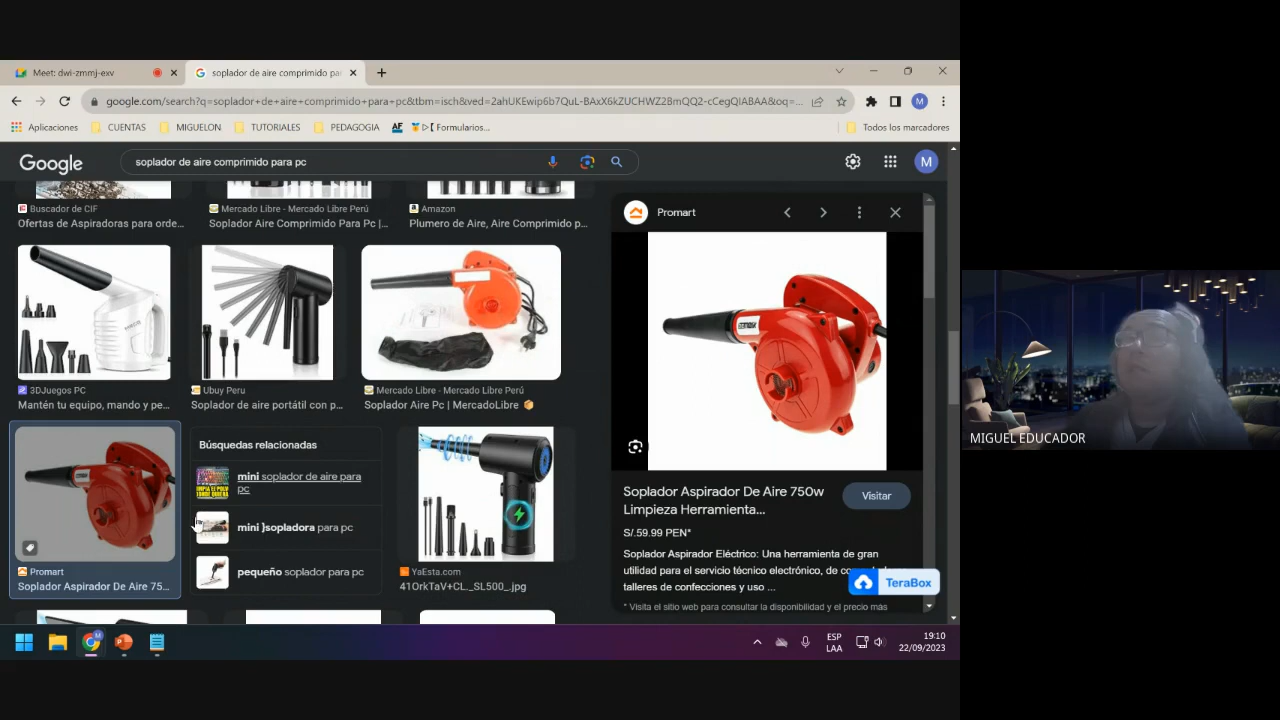 Meet: dwi-zmmj-exv
soplador de aire comprimido pa
google.com/search?q=soplador+de+aire+comprimido+para+pc&tbm=isch&ved=2ahUKEwip6b7QuL-BAxX6kZUCHWZ2BmQQ2-cCegQIABAA&oq=...
Aplicaciones
CUENTAS
MIGUELON
TUTORIALES
PEDAGOGIA
AF
Formularios...
Todos los marcadores
Google
soplador de aire comprimido para pc
M
Buscador de CIF
Ofertas de Aspiradoras para orde...
Mercado Libre - Mercado Libre Perú
Soplador Aire Comprimido Para Pc |...
Amazon
Plumero de Aire, Aire Comprimido p...
3DJuegos PC
Mantén tu equipo, mando y pe...
Ubuy Peru
Soplador de aire portátil con p...
Mercado Libre - Mercado Libre Perú
Soplador Aire Pc | MercadoLibre
Promart
Soplador Aspirador De Aire 75...
Búsquedas relacionadas
mini soplador de aire para
pc
mini }sopladora para pc
pequeño soplador para pc
YaEsta.com
41OrkTaV+CL._SL500_.jpg
Promart
Soplador Aspirador De Aire 750w
Limpieza Herramienta...
Visitar
S/.59.99 PEN*
Soplador Aspirador Eléctrico: Una herramienta de gran
utilidad para el servicio técnico electrónico, de
talleres de confecciones y uso ...
TeraBox
* Visita el sitio web para consultar la disponibilidad y el precio más
ESP
LAA
19:10
22/09/2023
MIGUEL EDUCADOR